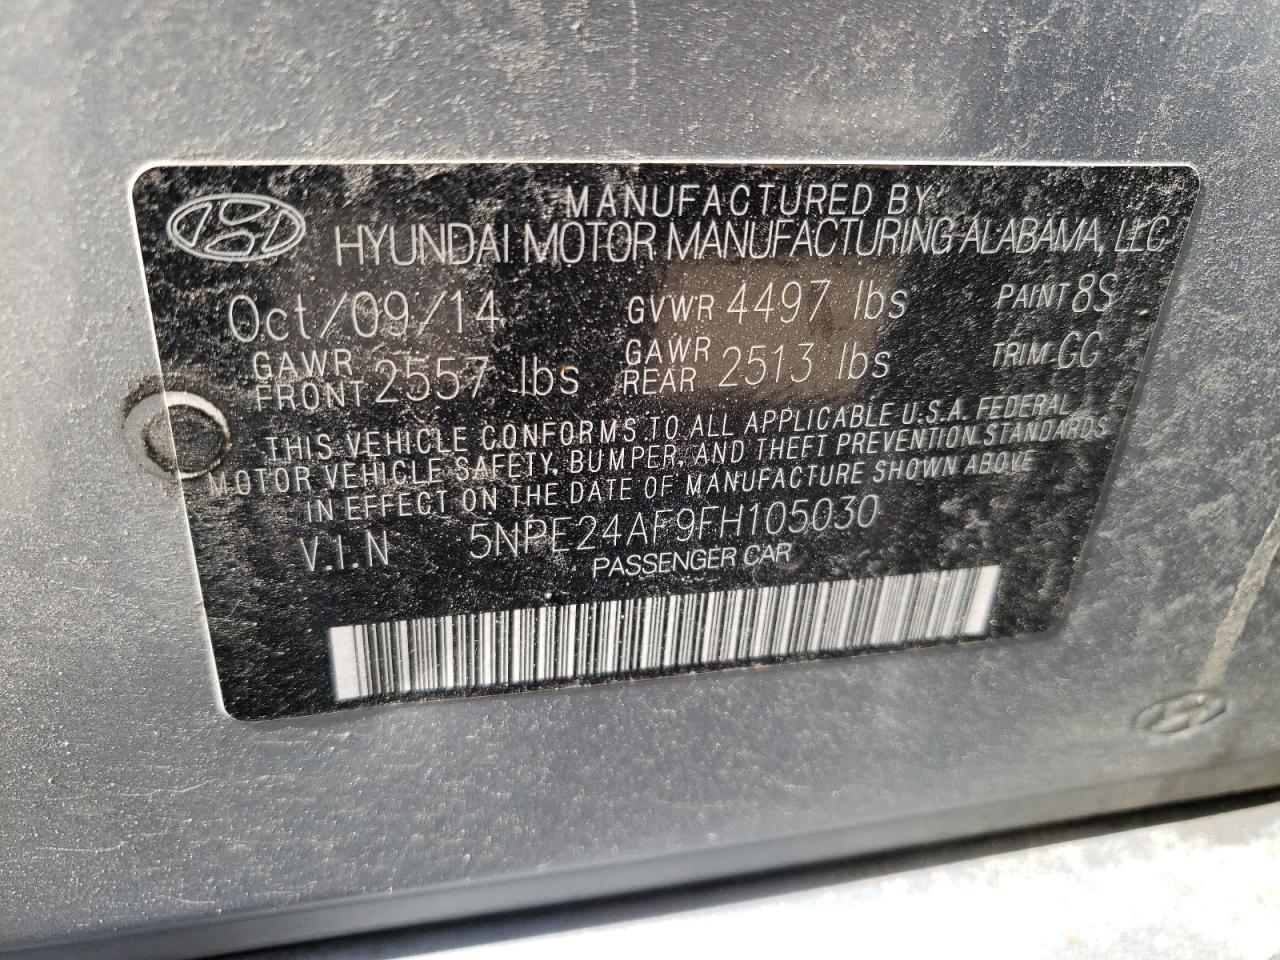 MANUFACTURED BY
HYUNDAI MOTOR MANUFACTURING ALABAMA, LLC
Oct/09/14 GVWR 4497 lbs PAINT 8S
GAWR FRONT 2557 lbs GAWR REAR 2513 lbs TRIM GG
THIS VEHICLE CONFORMS TO ALL APPLICABLE U.S.A. FEDERAL
MOTOR VEHICLE SAFETY, BUMPER, AND THEFT PREVENTION STANDARDS
IN EFFECT ON THE DATE OF MANUFACTURE SHOWN ABOVE
V.I.N 5NPE24AF9FH105030
PASSENGER CAR